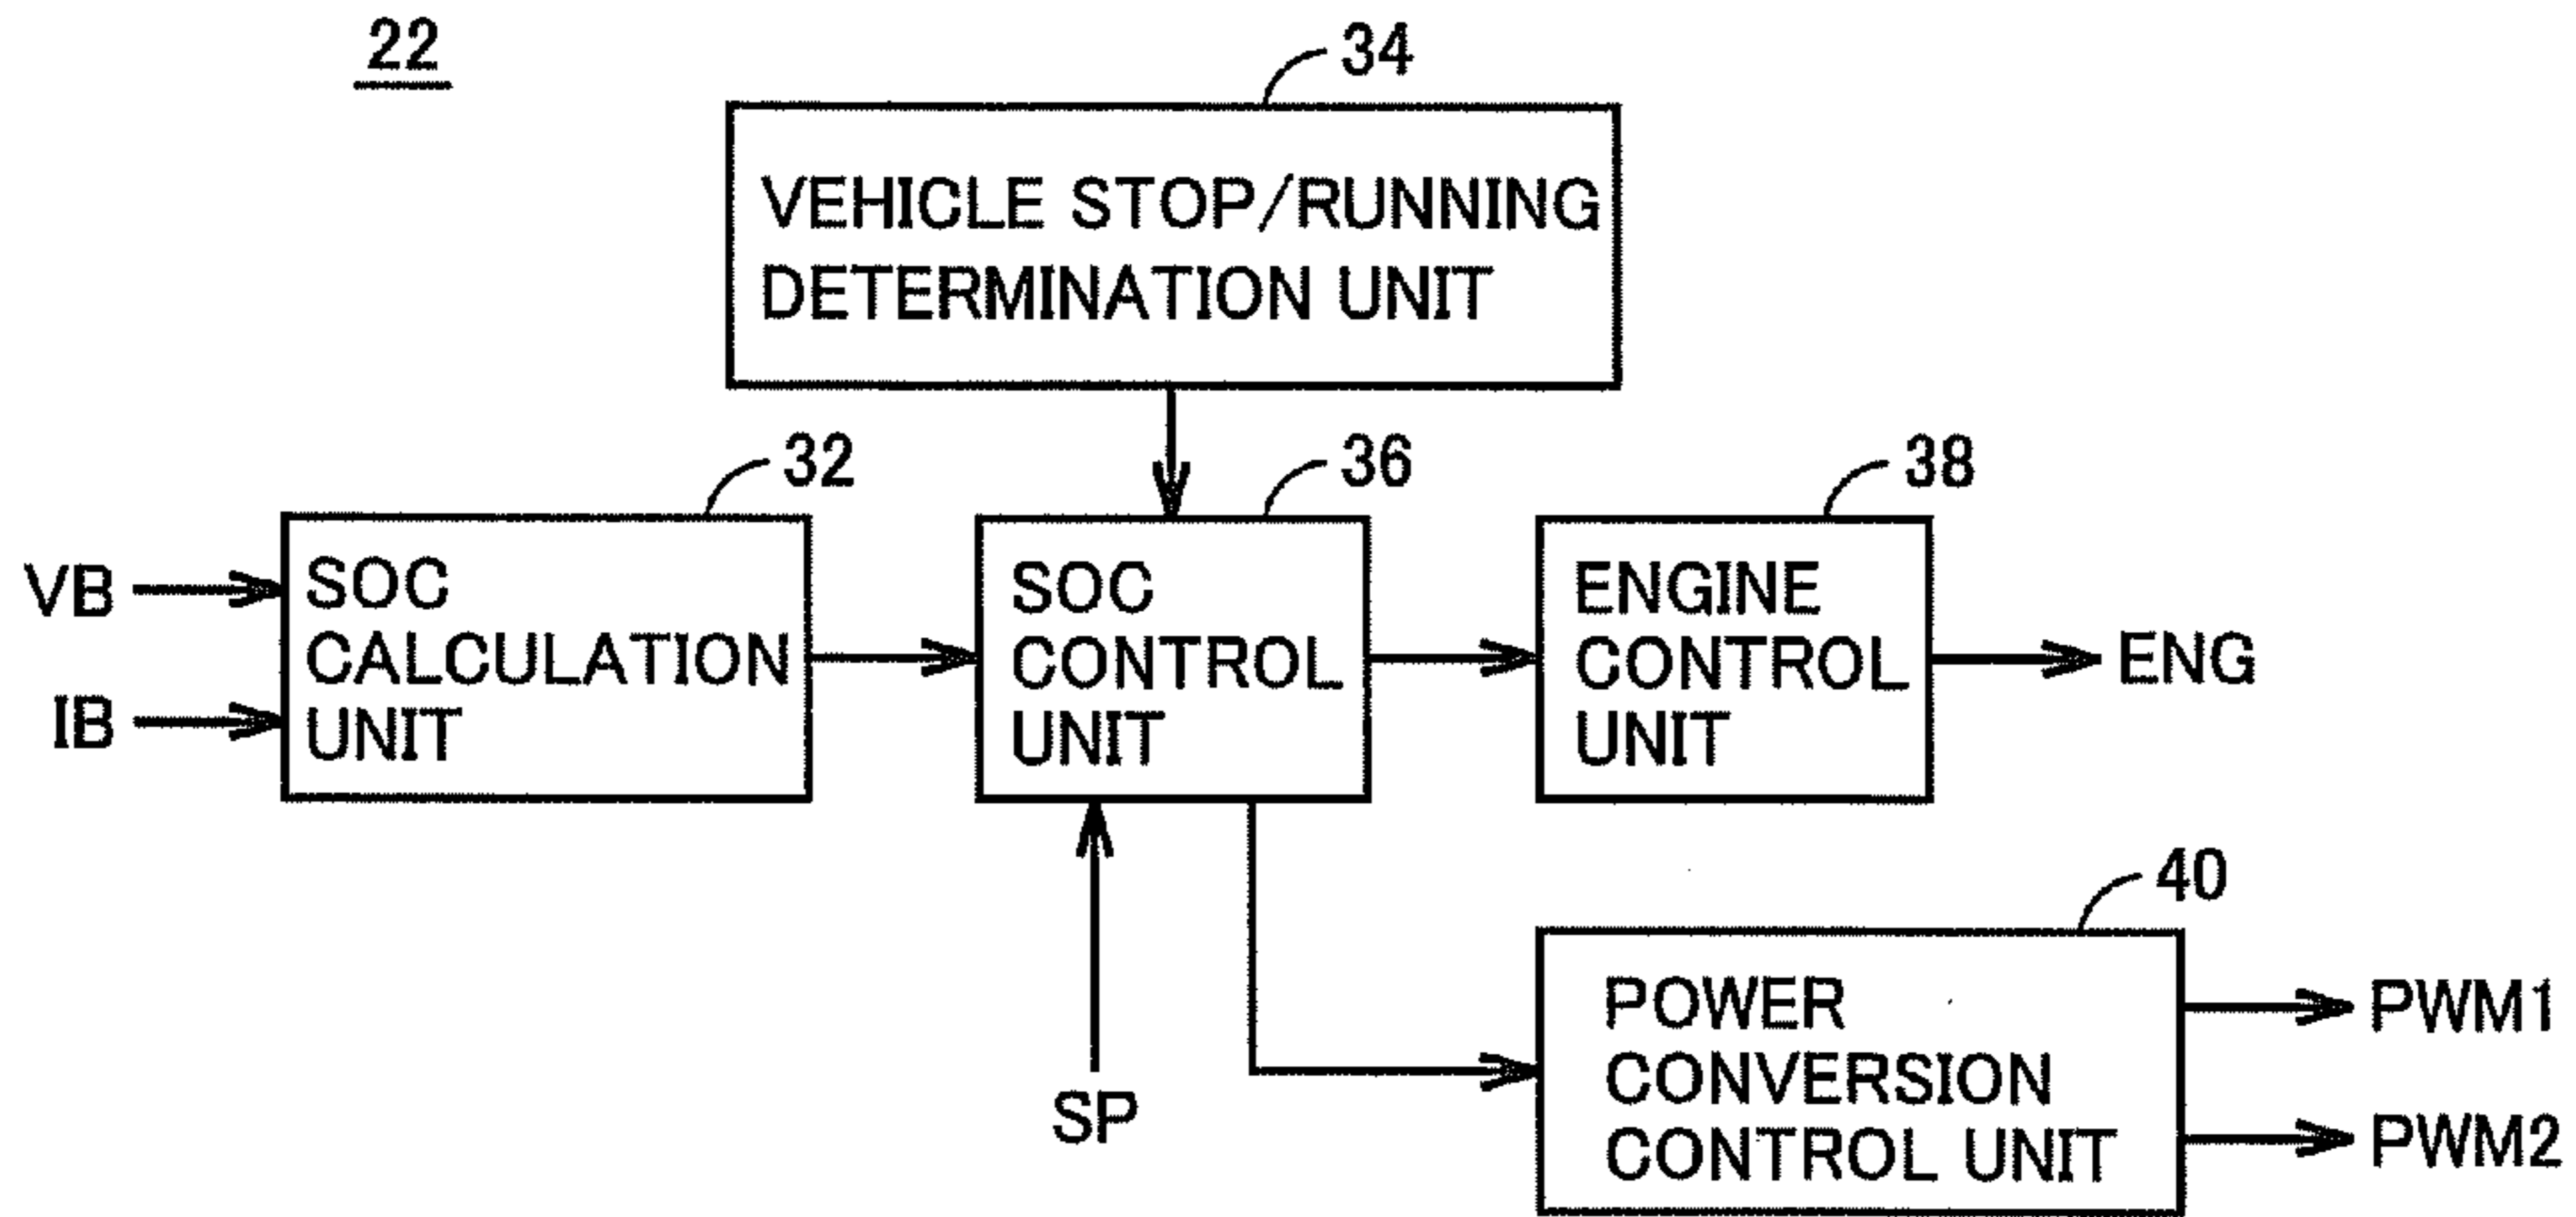 22
34
VEHICLE STOP/RUNNING
DETERMINATION UNIT
32
36
38
VB
IB
SOC
CALCULATION
UNIT
SOC
CONTROL
UNIT
ENGINE
CONTROL
UNIT
ENG
SP
40
POWER
CONVERSION
CONTROL UNIT
PWM1
PWM2